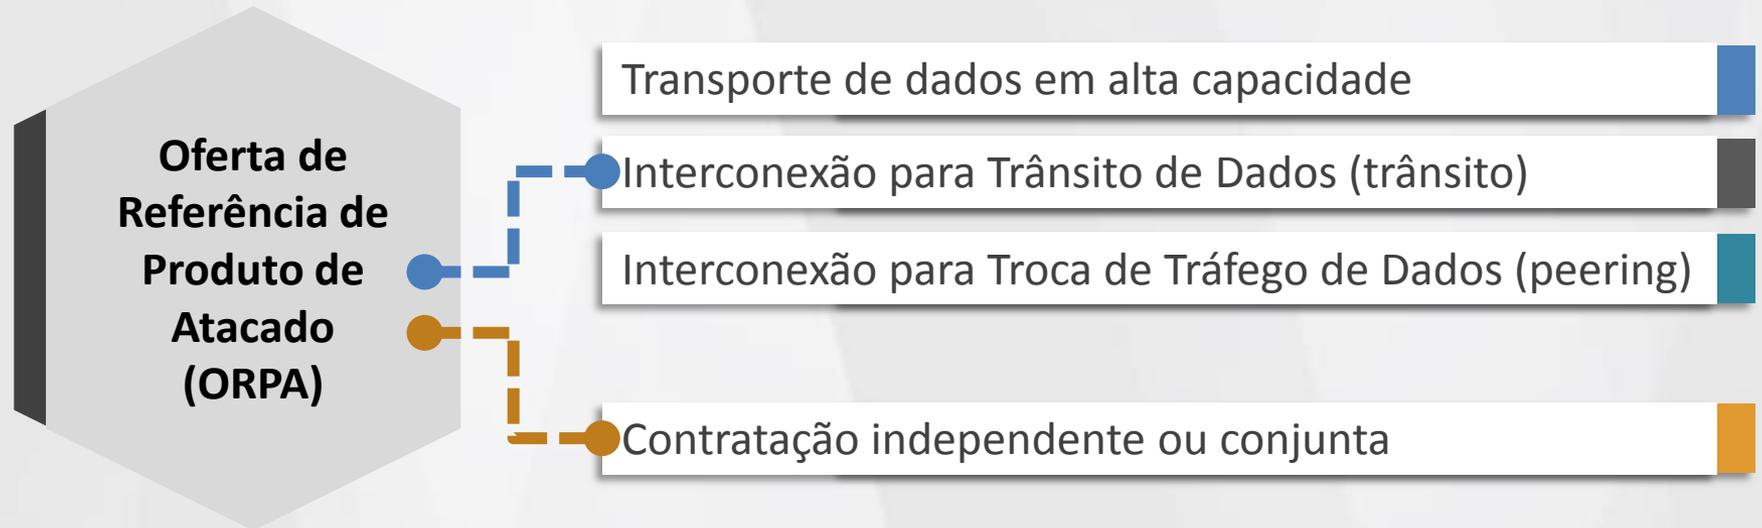 Oferta de
Referência de
Produto de
Atacado
(ORPA)
Transporte de dados em alta capacidade
Interconexão para Trânsito de Dados (trânsito)
Interconexão para Troca de Tráfego de Dados (peering)
Contratação independente ou conjunta